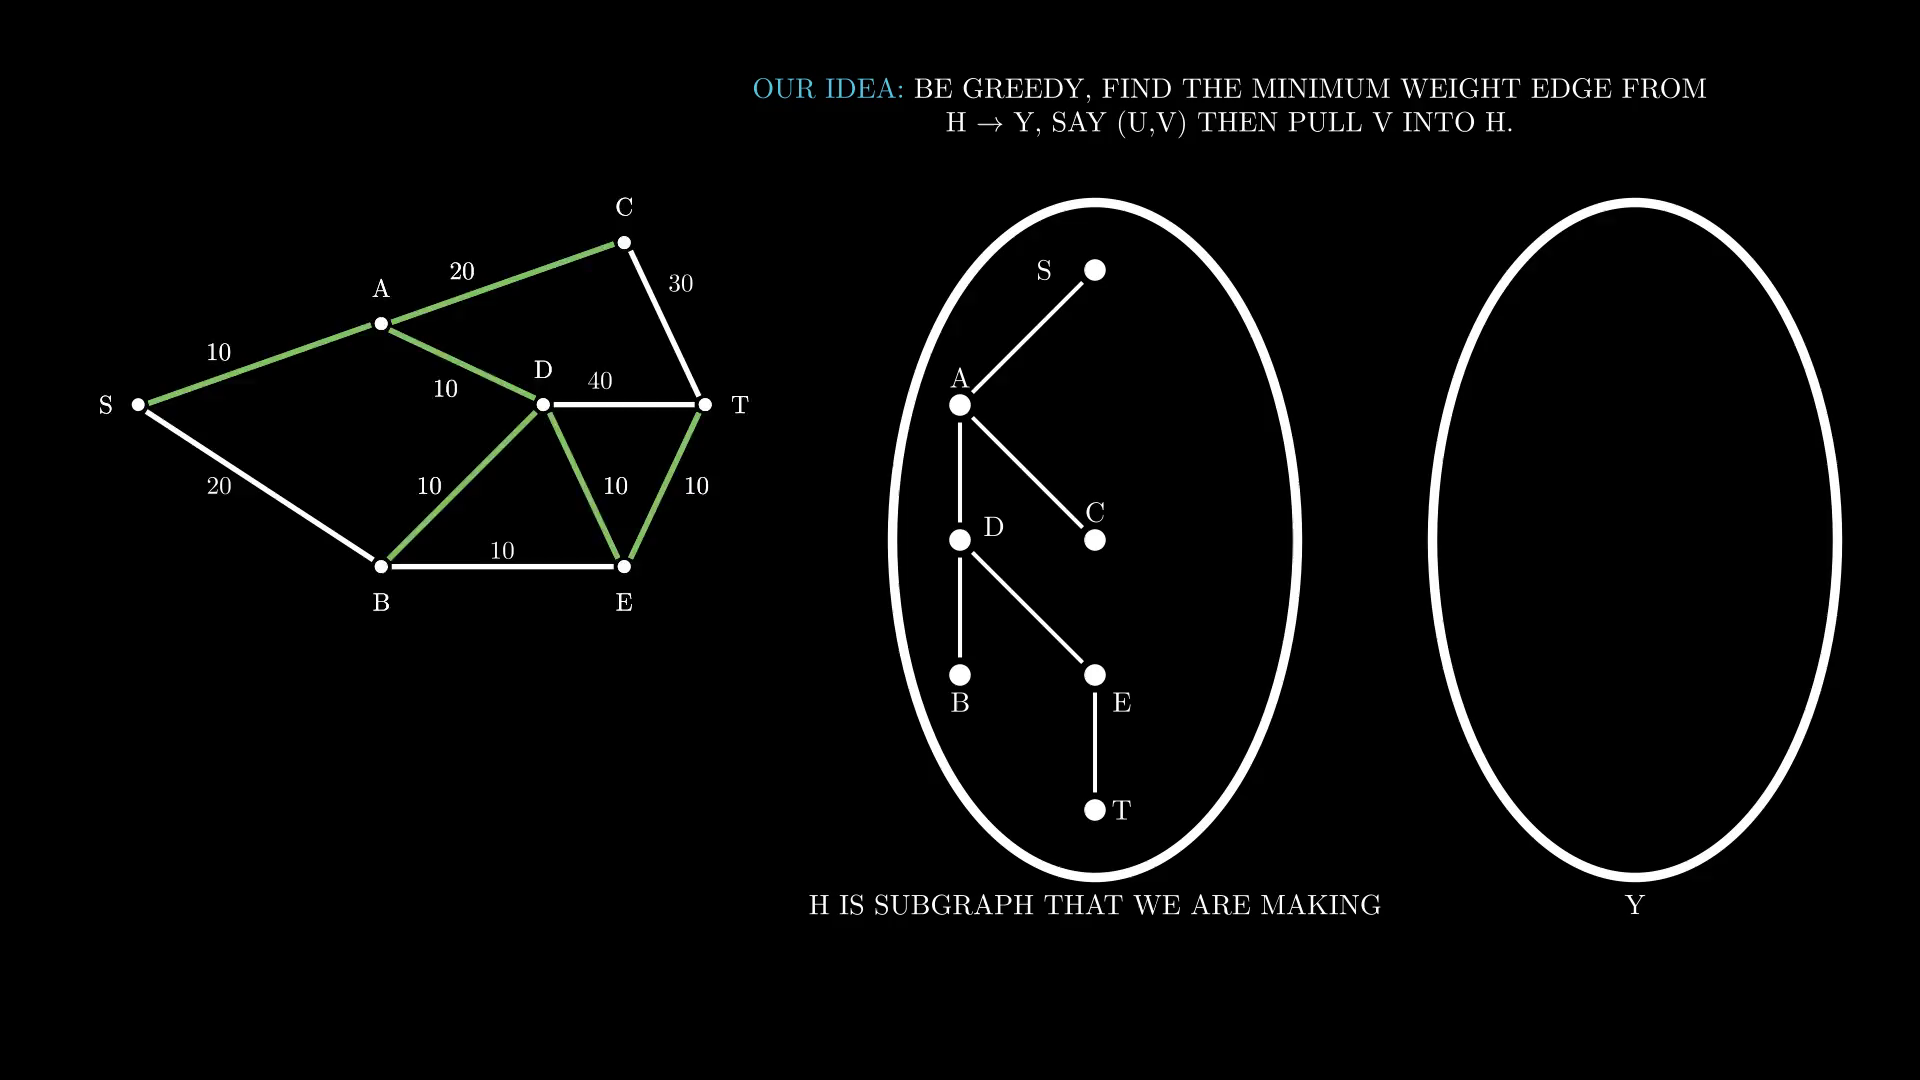 OUR IDEA: BE GREEDY, FIND THE MINIMUM WEIGHT EDGE FROM
H → Y, SAY (U,V) THEN PULL V INTO H.
C
20
30
A
10
D
10
40
S
T
20
10
10
10
10
B
E
S
A
C
D
B
E
T
H IS SUBGRAPH THAT WE ARE MAKING
Y